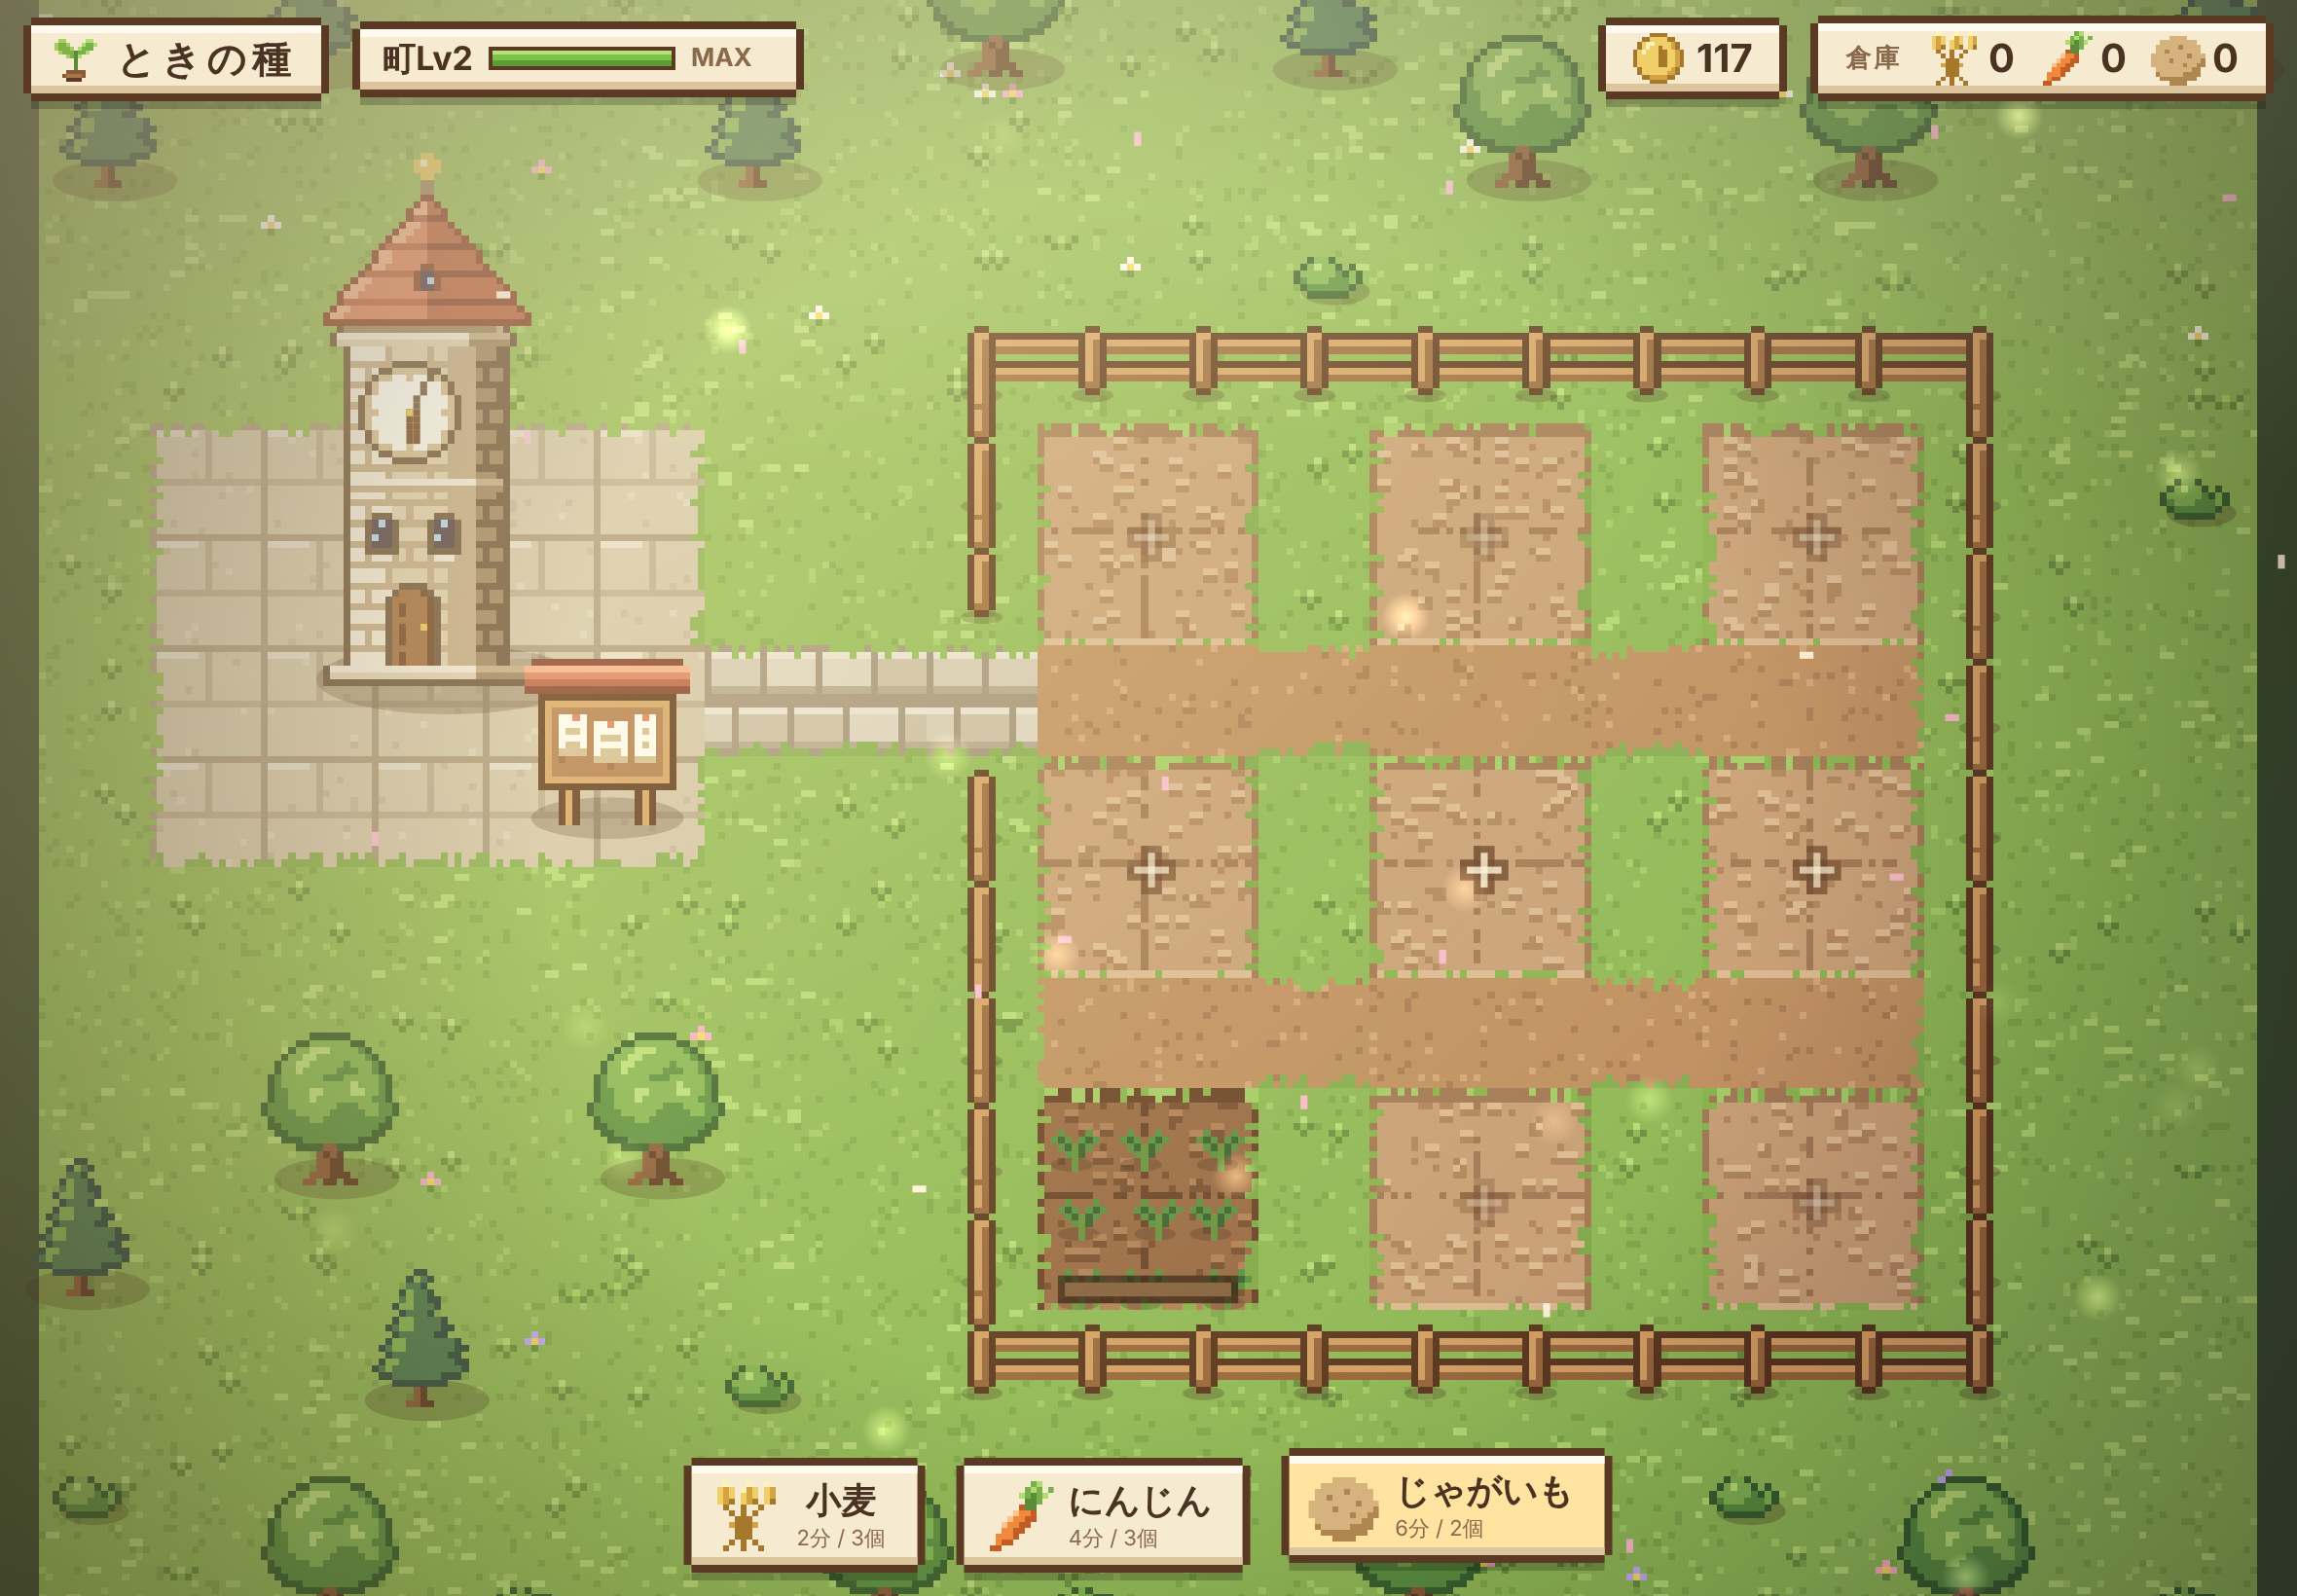 ときの種
町Lv2 MAX
117
倉庫 0 0 0
小麦
2分 / 3個
にんじん
4分 / 3個
じゃがいも
6分 / 2個